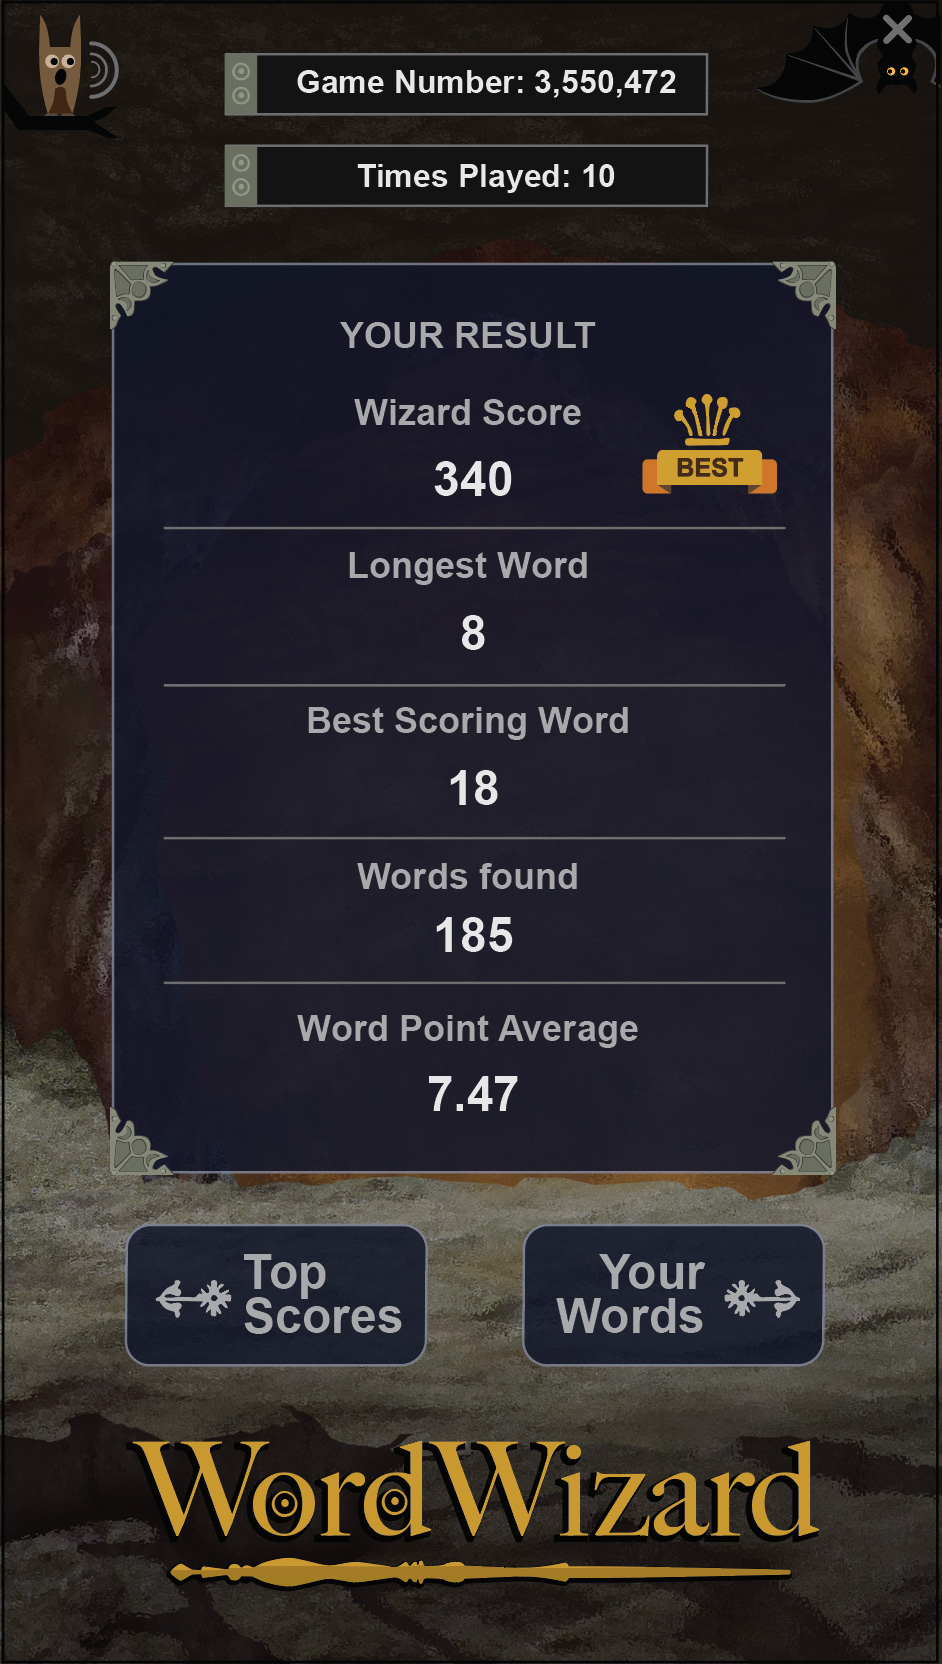 Game Number: 3,550,472
Times Played: 10
YOUR RESULT
Wizard Score
340
BEST
Longest Word
8
Best Scoring Word
18
Words found
185
Word Point Average
7.47
Top
Scores
Your
Words
WordWizard